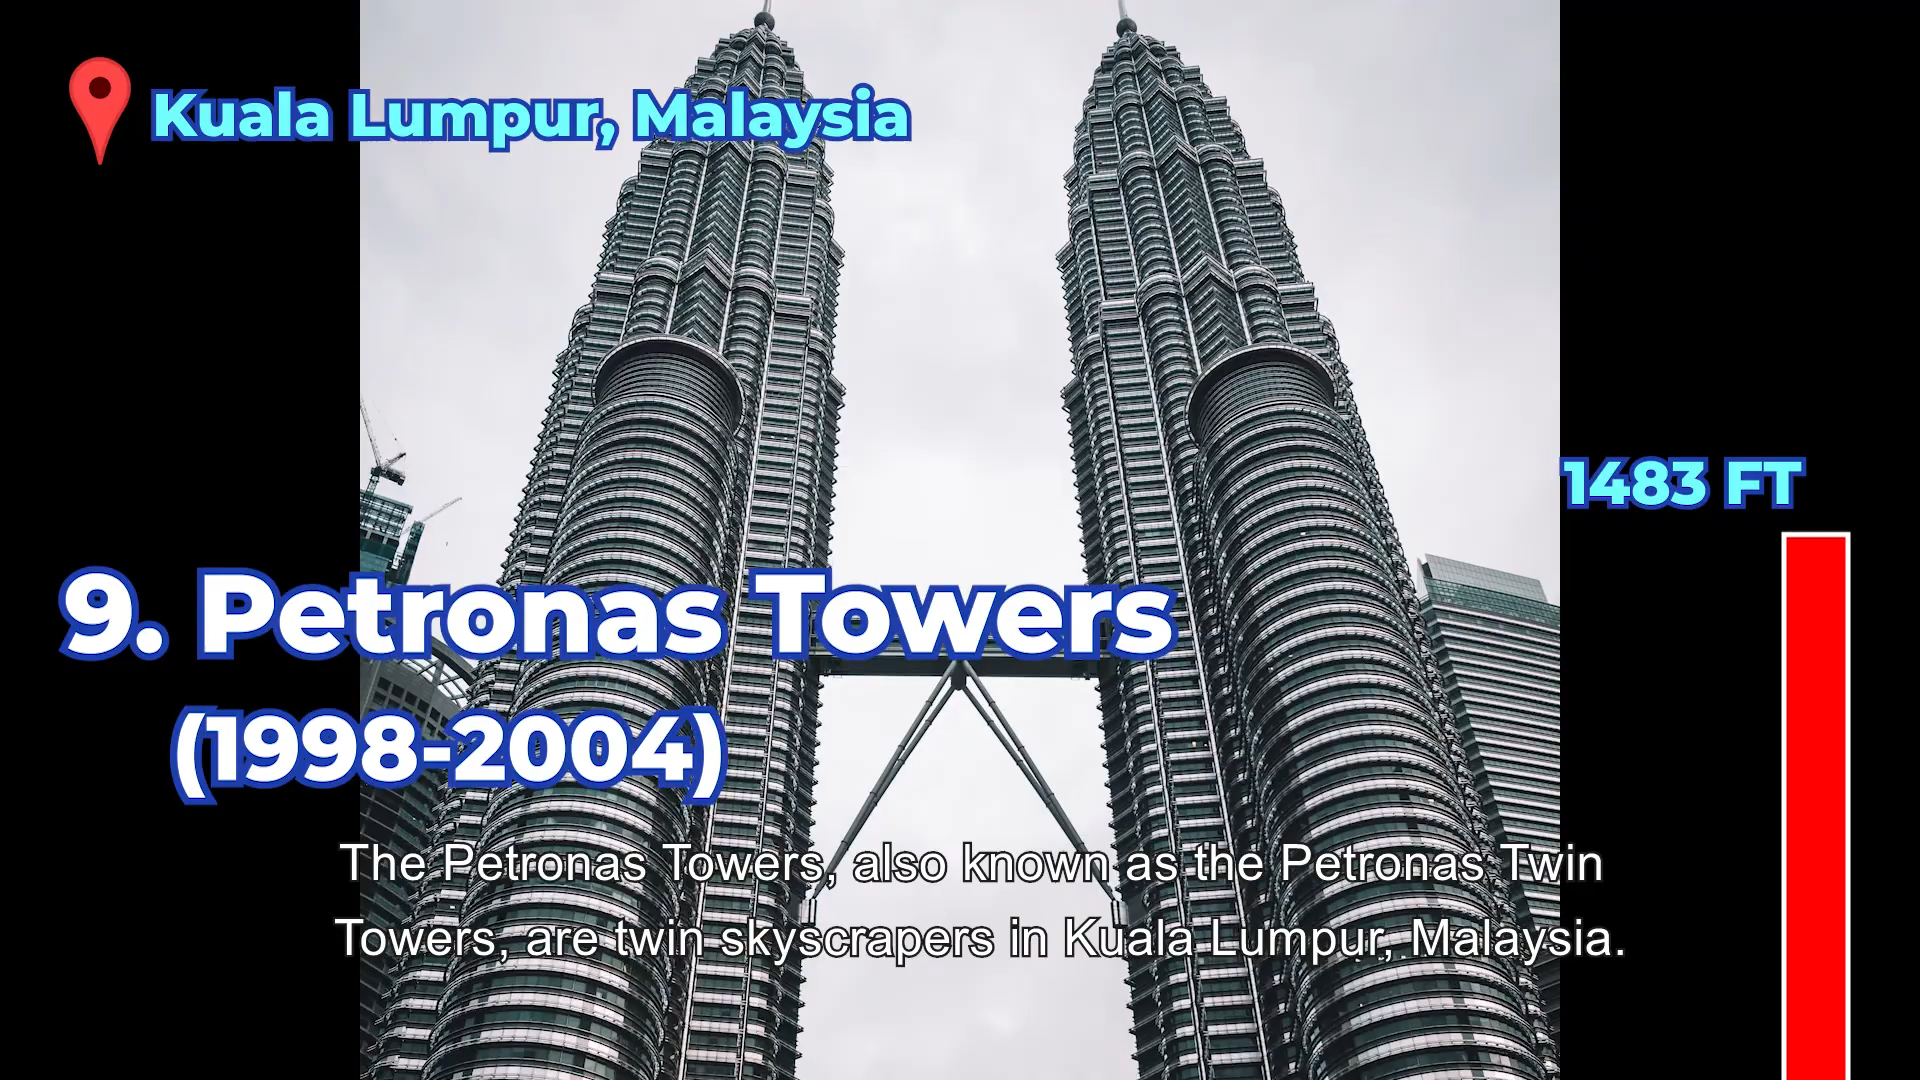 Kuala Lumpur, Malaysia
1483 FT
9. Petronas Towers
(1998-2004)
The Petronas Towers, also known as the Petronas Twin
Towers, are twin skyscrapers in Kuala Lumpur, Malaysia.